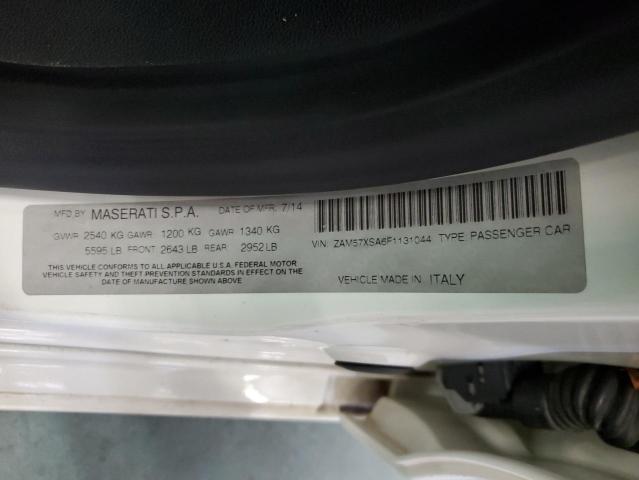 MFD BY MASERATI S.P.A. DATE OF MFR. 7/14
GVWR 2540 KG GAWR 1200 KG GAWR 1340 KG
5595 LB FRONT 2643 LB REAR 2952 LB
THIS VEHICLE CONFORMS TO ALL APPLICABLE U.S.A. FEDERAL MOTOR
VEHICLE SAFETY AND THEFT PREVENTION STANDARDS IN EFFECT ON THE
DATE OF MANUFACTURE SHOWN ABOVE
VIN: ZAM57XSA6F1131044 TYPE: PASSENGER CAR
VEHICLE MADE IN: ITALY